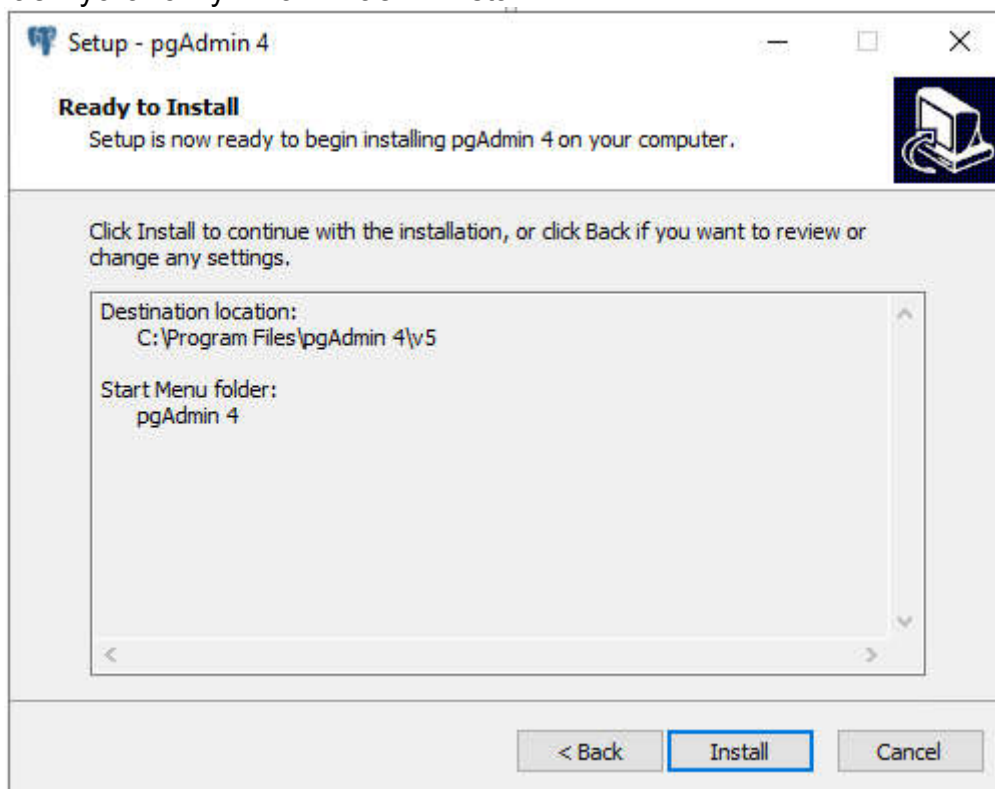 Setup - pgAdmin 4
Ready to Install
Setup is now ready to begin installing pgAdmin 4 on your computer.
Click Install to continue with the installation, or click Back if you want to review or
change any settings.
Destination location:
C:\Program Files\pgAdmin 4\v5
Start Menu folder:
pgAdmin 4
< Back
Install
Cancel